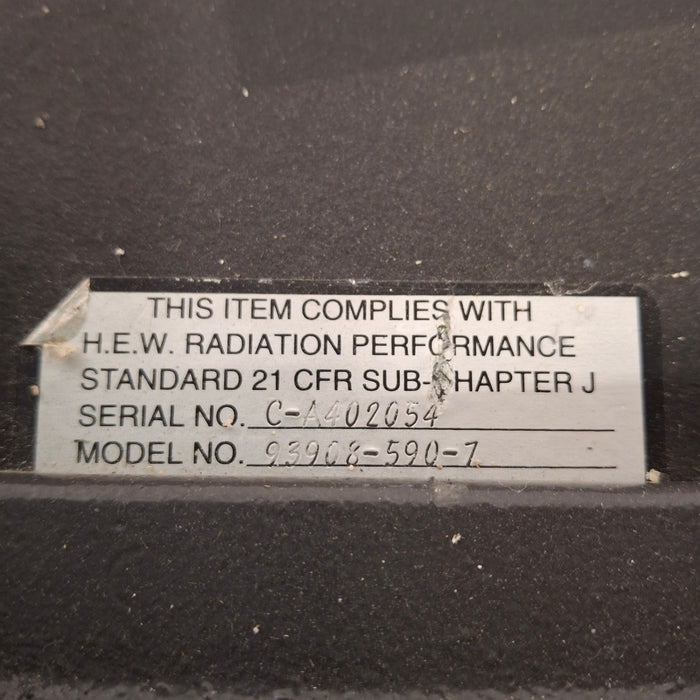 THIS ITEM COMPLIES WITH
H.E.W. RADIATION PERFORMANCE
STANDARD 21 CFR SUB-CHAPTER J
SERIAL NO. C-A402054
MODEL NO. 93908-590-7